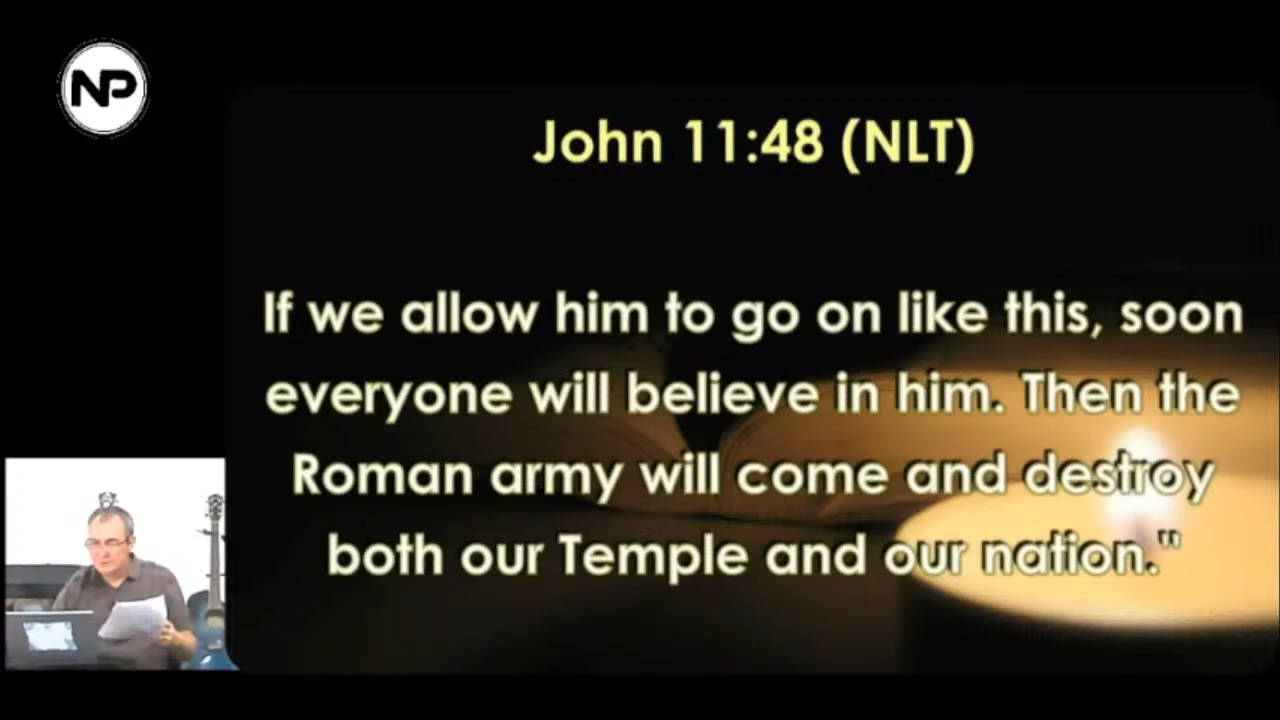 NP
John 11:48 (NLT)
If we allow him to go on like this, soon
everyone will believe in him. Then the
Roman army will come and destroy
both our Temple and our nation."